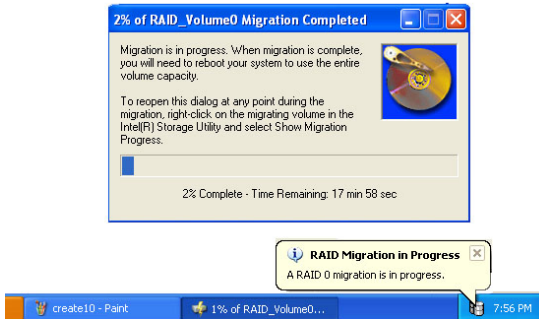 2% of RAID_Volume0 Migration Completed
Migration is in progress. When migration is complete,
you will need to reboot your system to use the entire
volume capacity.
To reopen this dialog at any point during the
migration, right-click on the migrating volume in the
Intel(R) Storage Utility and select Show Migration
Progress.
2% Complete - Time Remaining: 17 min 58 sec
RAID Migration in Progress
A RAID 0 migration is in progress.
create10 - Paint
1% of RAID_Volume0...
7:56 PM